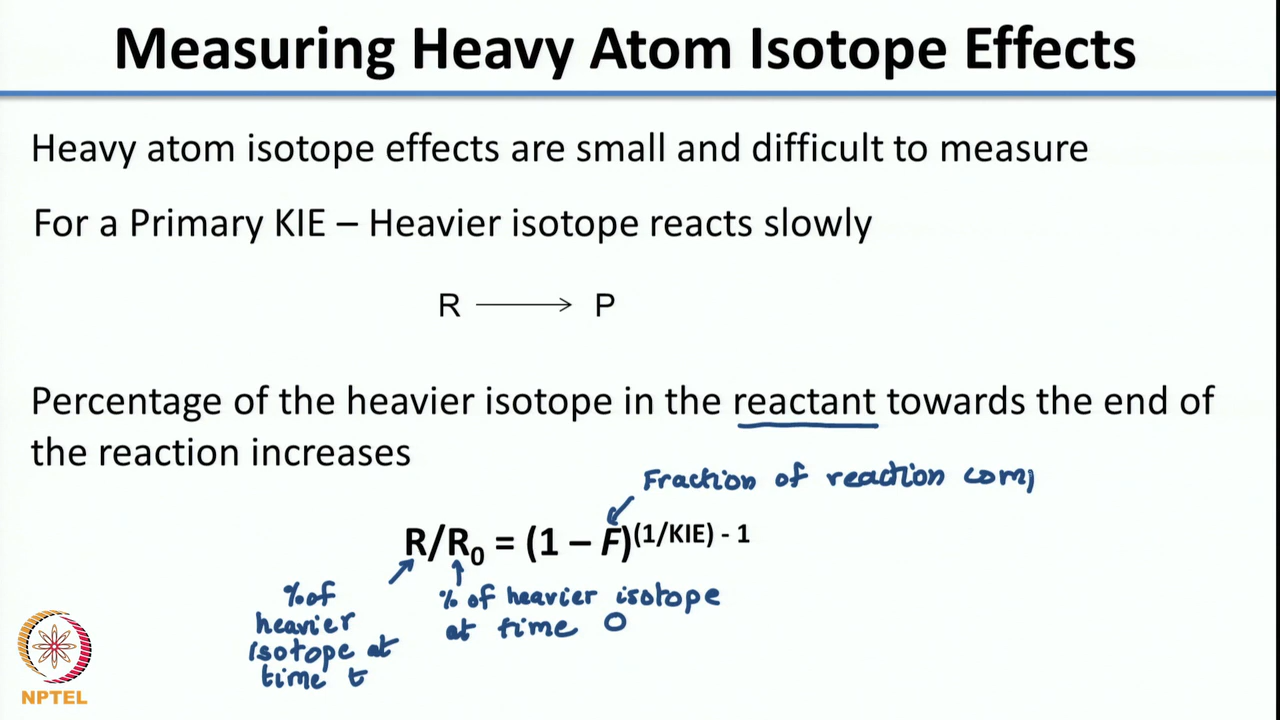 Measuring Heavy Atom Isotope Effects
Heavy atom isotope effects are small and difficult to measure
For a Primary KIE – Heavier isotope reacts slowly
R ⟶ P
Percentage of the heavier isotope in the reactant towards the end of
the reaction increases
Fraction of reaction com
R/R₀ = (1 – F)^(1/KIE) - 1
% of
heavier
isotope at
time t
% of heavier isotope
at time 0
NPTEL